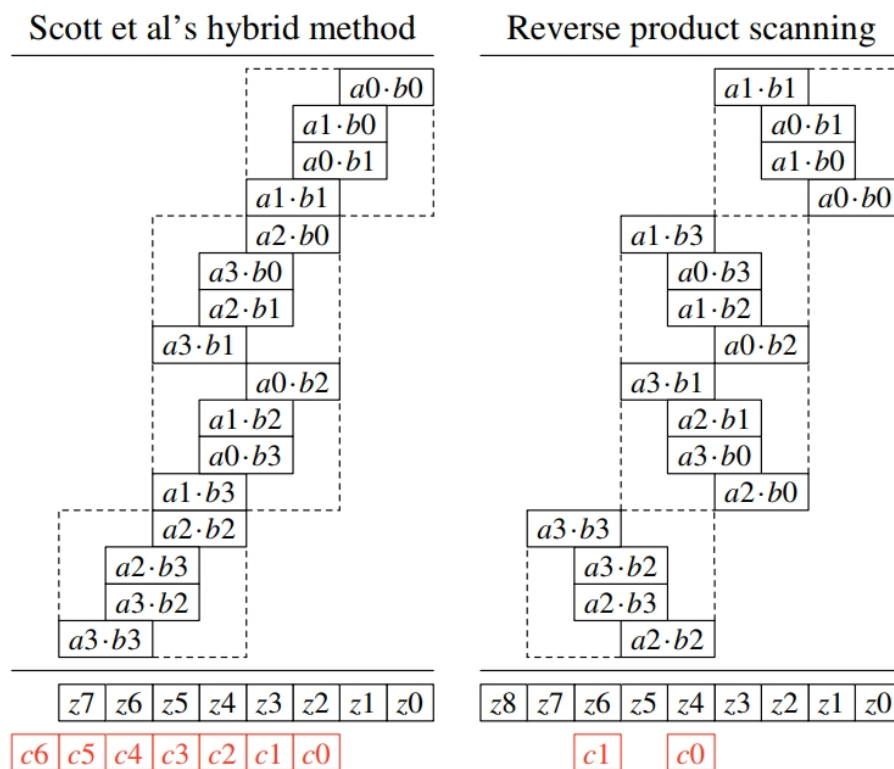 Scott et al’s hybrid method
a0·b0
a1·b0
a0·b1
a1·b1
a2·b0
a3·b0
a2·b1
a3·b1
a0·b2
a1·b2
a0·b3
a1·b3
a2·b2
a2·b3
a3·b2
a3·b3
z7 z6 z5 z4 z3 z2 z1 z0
c6 c5 c4 c3 c2 c1 c0
Reverse product scanning
a1·b1
a0·b1
a1·b0
a0·b0
a1·b3
a0·b3
a1·b2
a0·b2
a3·b1
a2·b1
a3·b0
a2·b0
a3·b3
a3·b2
a2·b3
a2·b2
z8 z7 z6 z5 z4 z3 z2 z1 z0
c1 c0